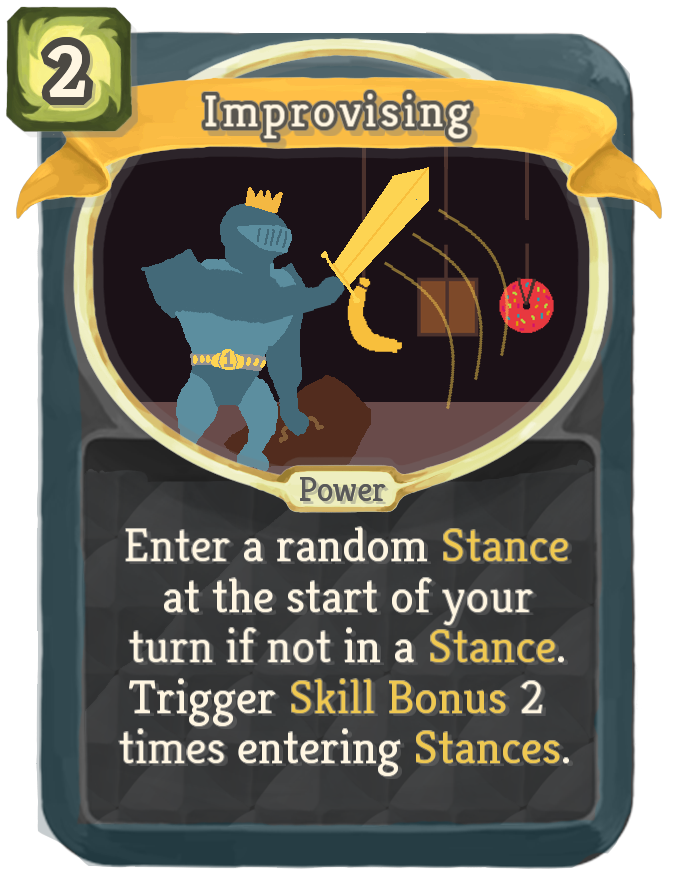 2
Improvising
1
Power
Enter a random Stance
at the start of your
turn if not in a Stance.
Trigger Skill Bonus 2
times entering Stances.